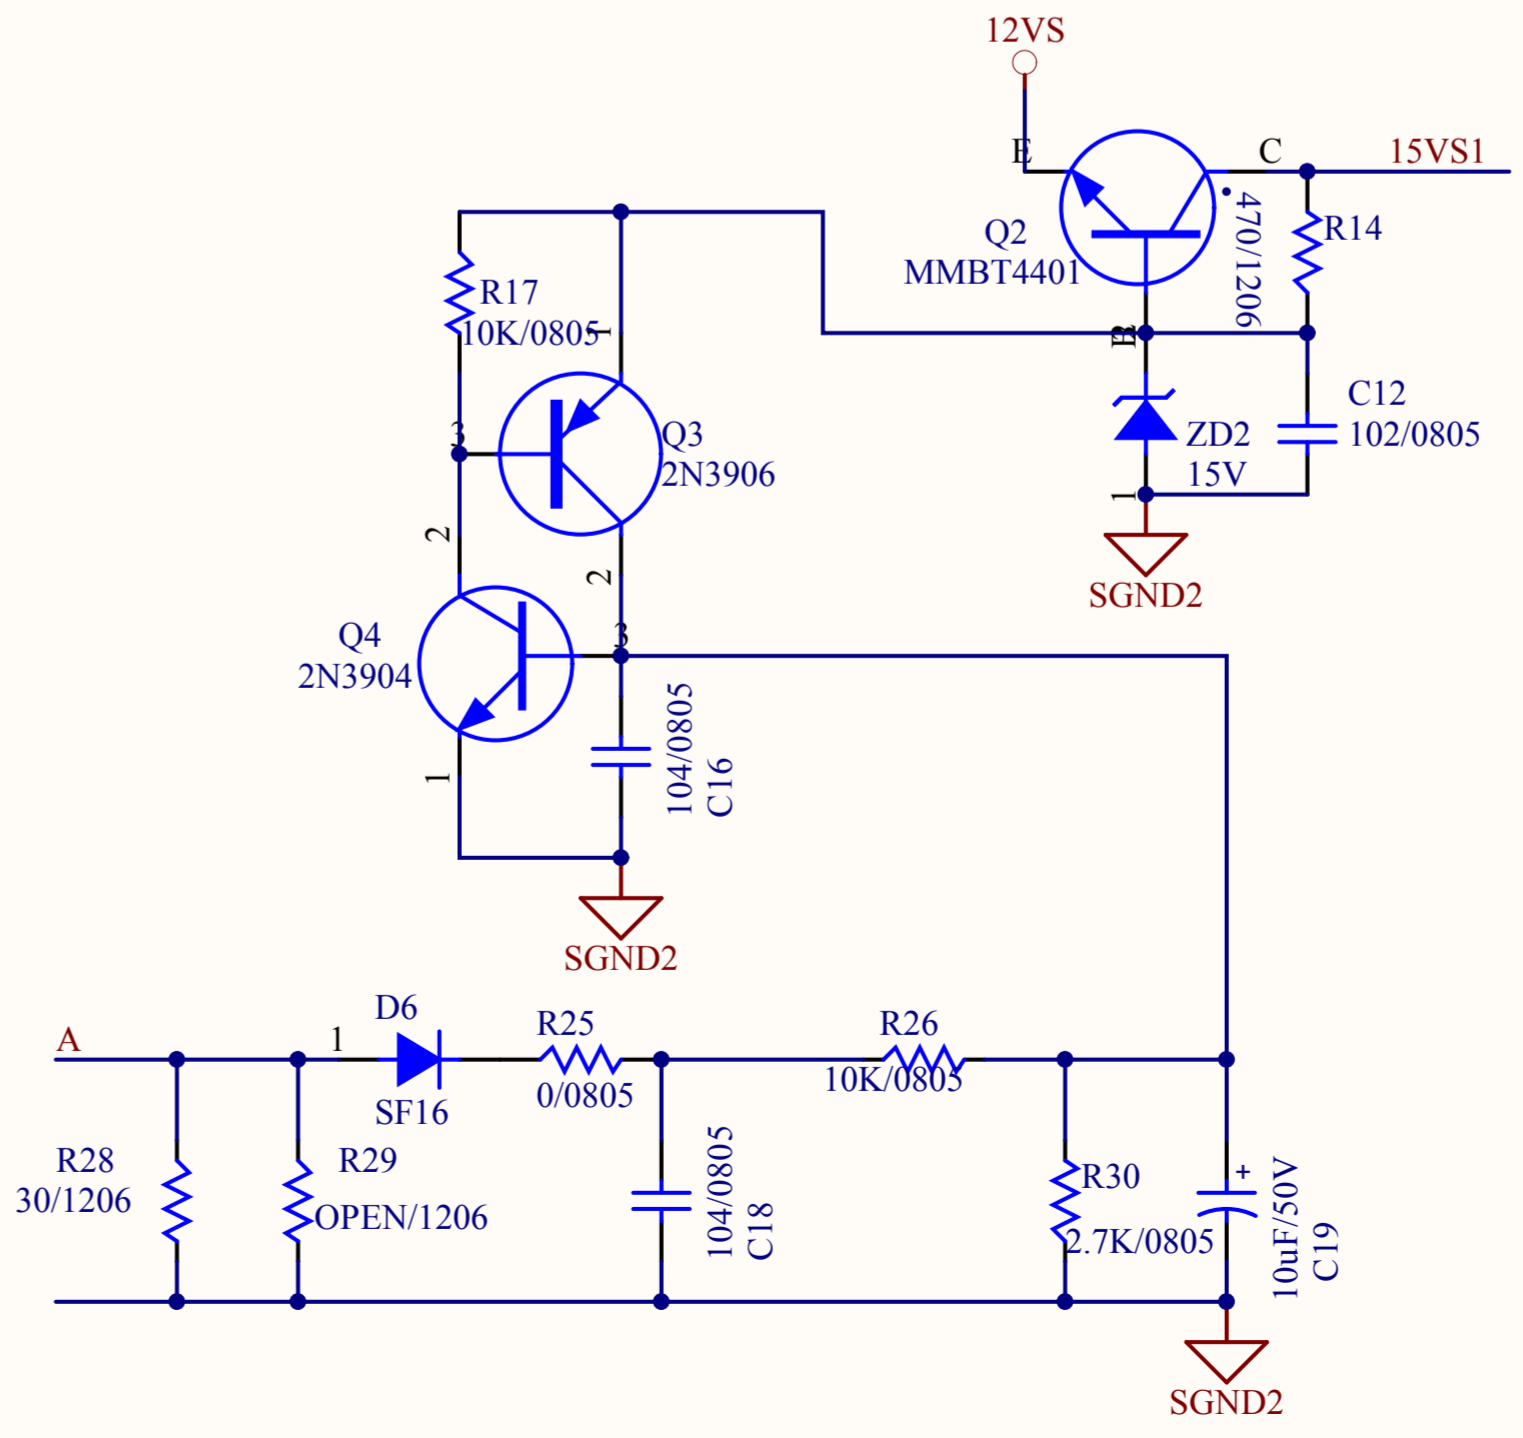 12VS
E
C
15VS1
Q2
MMBT4401
470/1206
R14
R17
10K/0805
1
B
C12
102/0805
3
Q3
2N3906
ZD2
15V
1
2
2
SGND2
3
Q4
2N3904
104/0805
C16
1
SGND2
A
1
D6
SF16
R25
0/0805
R26
10K/0805
R28
30/1206
R29
OPEN/1206
104/0805
C18
R30
2.7K/0805
+
10uF/50V
C19
SGND2